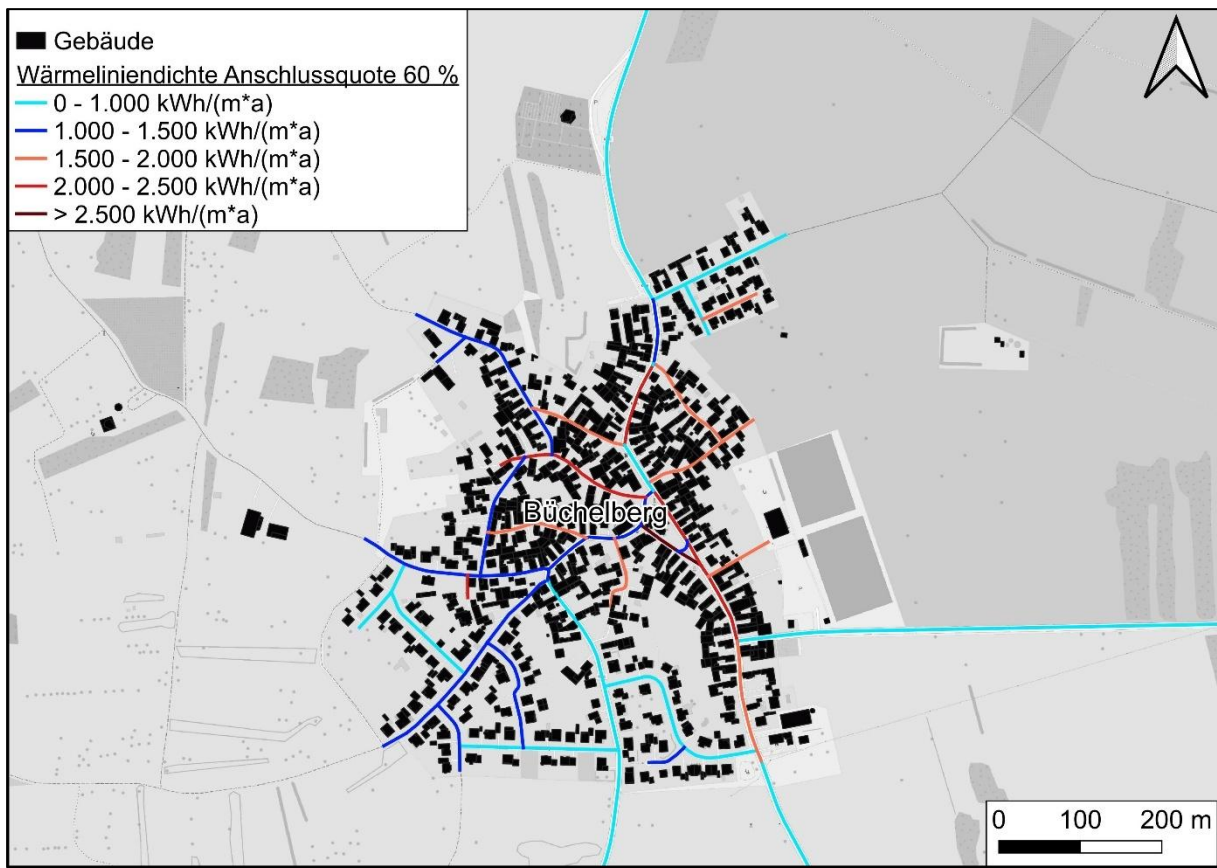 Gebäude
Wärmeliniendichte Anschlussquote 60 %
0 - 1.000 kWh/(m*a)
1.000 - 1.500 kWh/(m*a)
1.500 - 2.000 kWh/(m*a)
2.000 - 2.500 kWh/(m*a)
> 2.500 kWh/(m*a)
Büchelberg
0 100 200 m